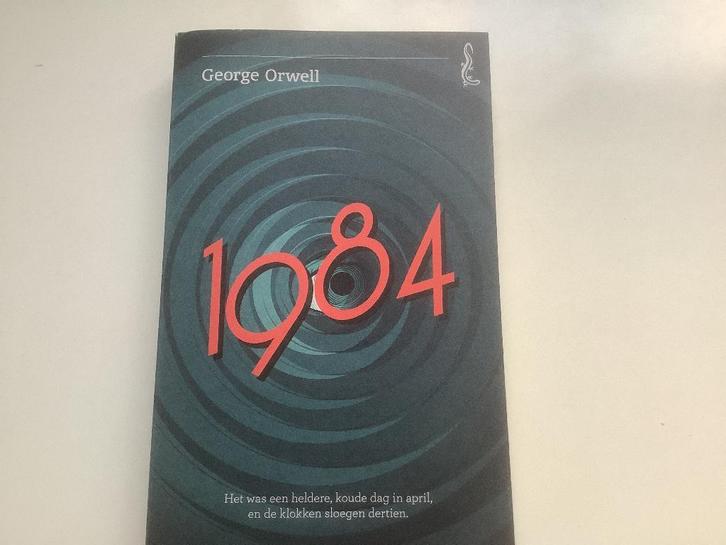 George Orwell
1984
Het was een heldere, koude dag in april,
en de klokken sloegen dertien.